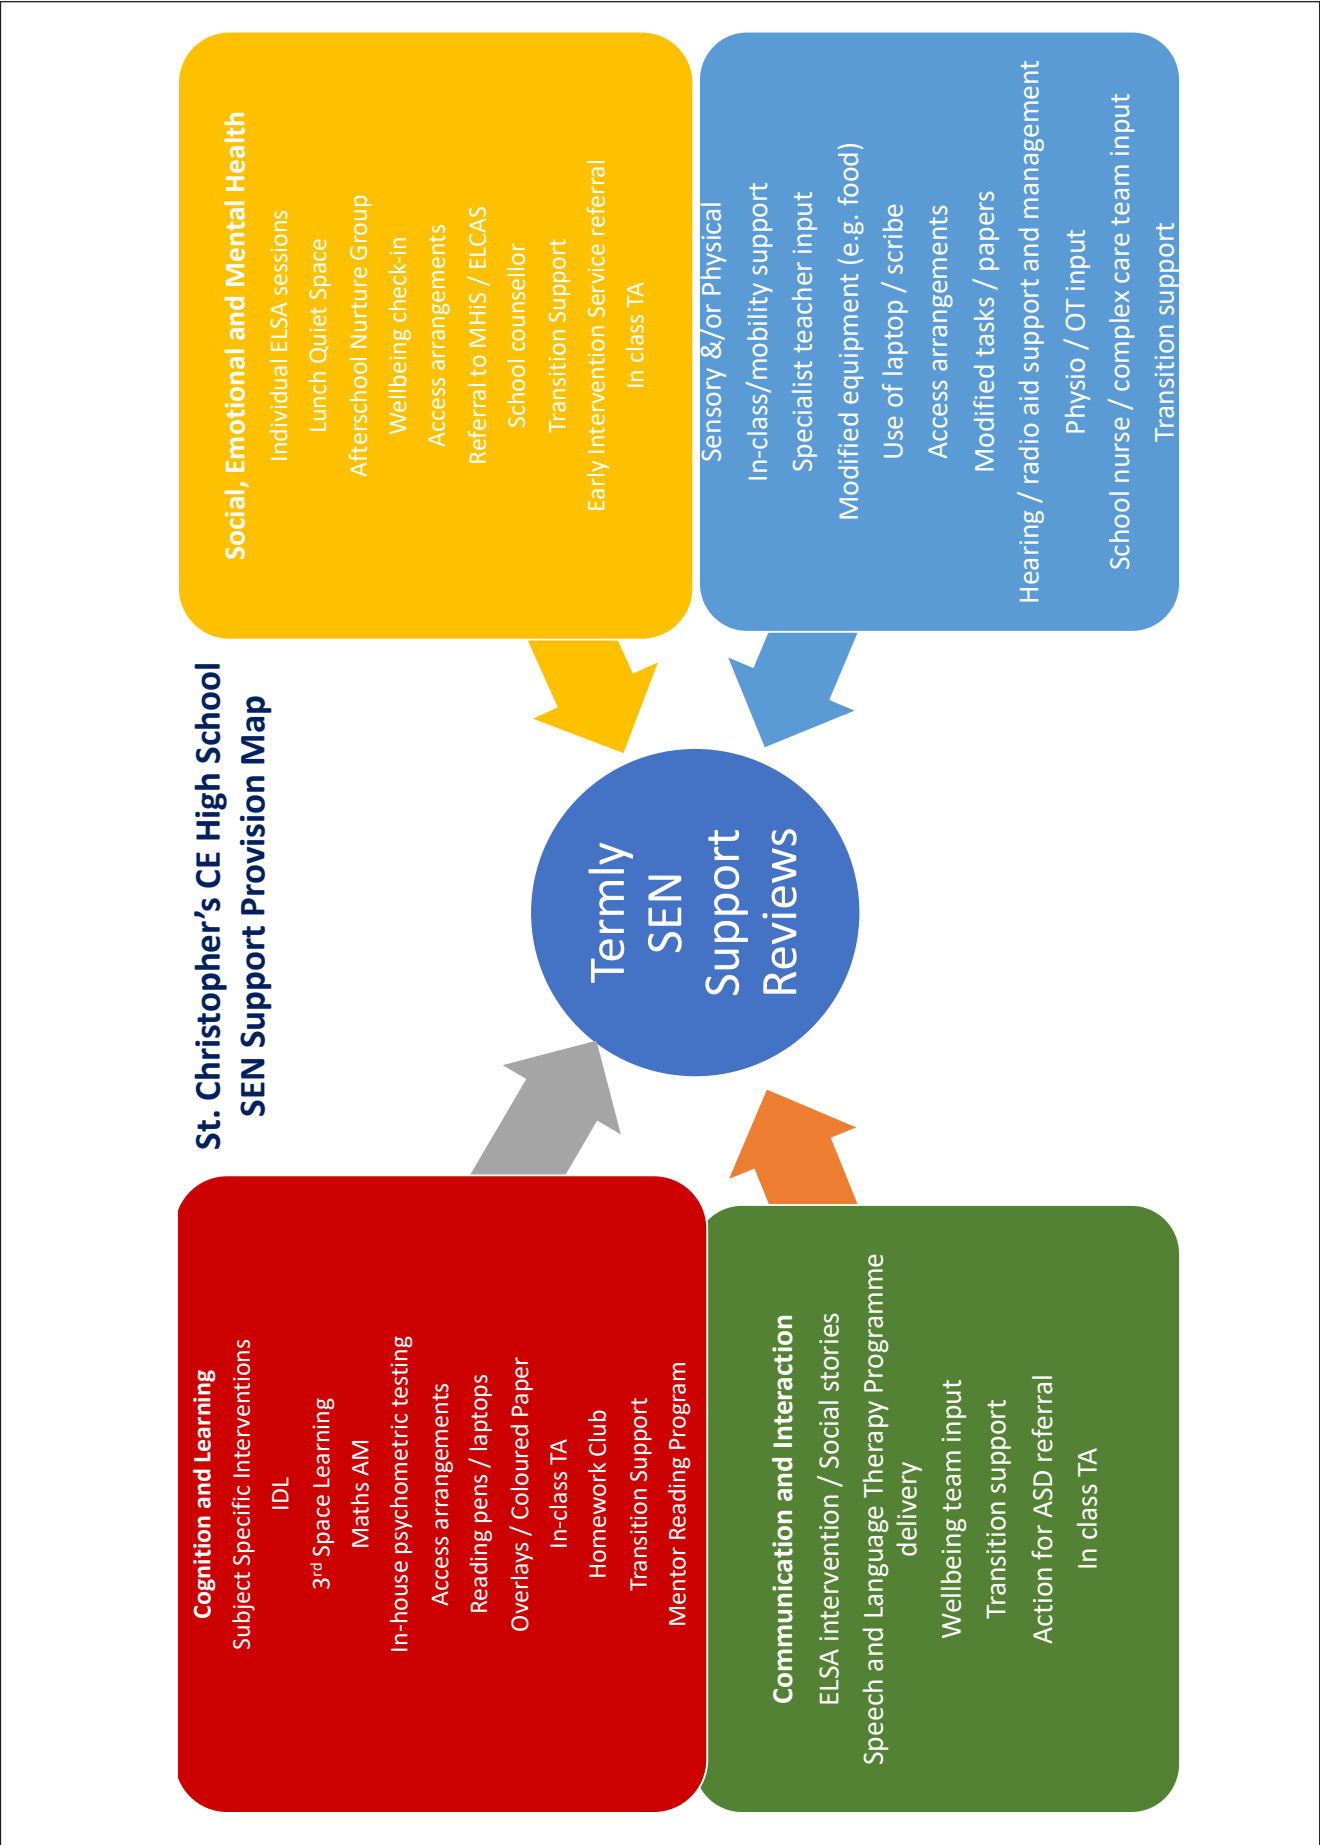 St. Christopher’s CE High School
SEN Support Provision Map
Cognition and Learning
Subject Specific Interventions
IDL
3rd Space Learning
Maths AM
In-house psychometric testing
Access arrangements
Reading pens / laptops
Overlays / Coloured Paper
In-class TA
Homework Club
Transition Support
Mentor Reading Program
Social, Emotional and Mental Health
Individual ELSA sessions
Lunch Quiet Space
Afterschool Nurture Group
Wellbeing check-in
Access arrangements
Referral to MHIS / ELCAS
School counsellor
Transition Support
Early Intervention Service referral
In class TA
Termly
SEN
Support
Reviews
Communication and Interaction
ELSA intervention / Social stories
Speech and Language Therapy Programme
delivery
Wellbeing team input
Transition support
Action for ASD referral
In class TA
Sensory &/or Physical
In-class/mobility support
Specialist teacher input
Modified equipment (e.g. food)
Use of laptop / scribe
Access arrangements
Modified tasks / papers
Hearing / radio aid support and management
Physio / OT input
School nurse / complex care team input
Transition support